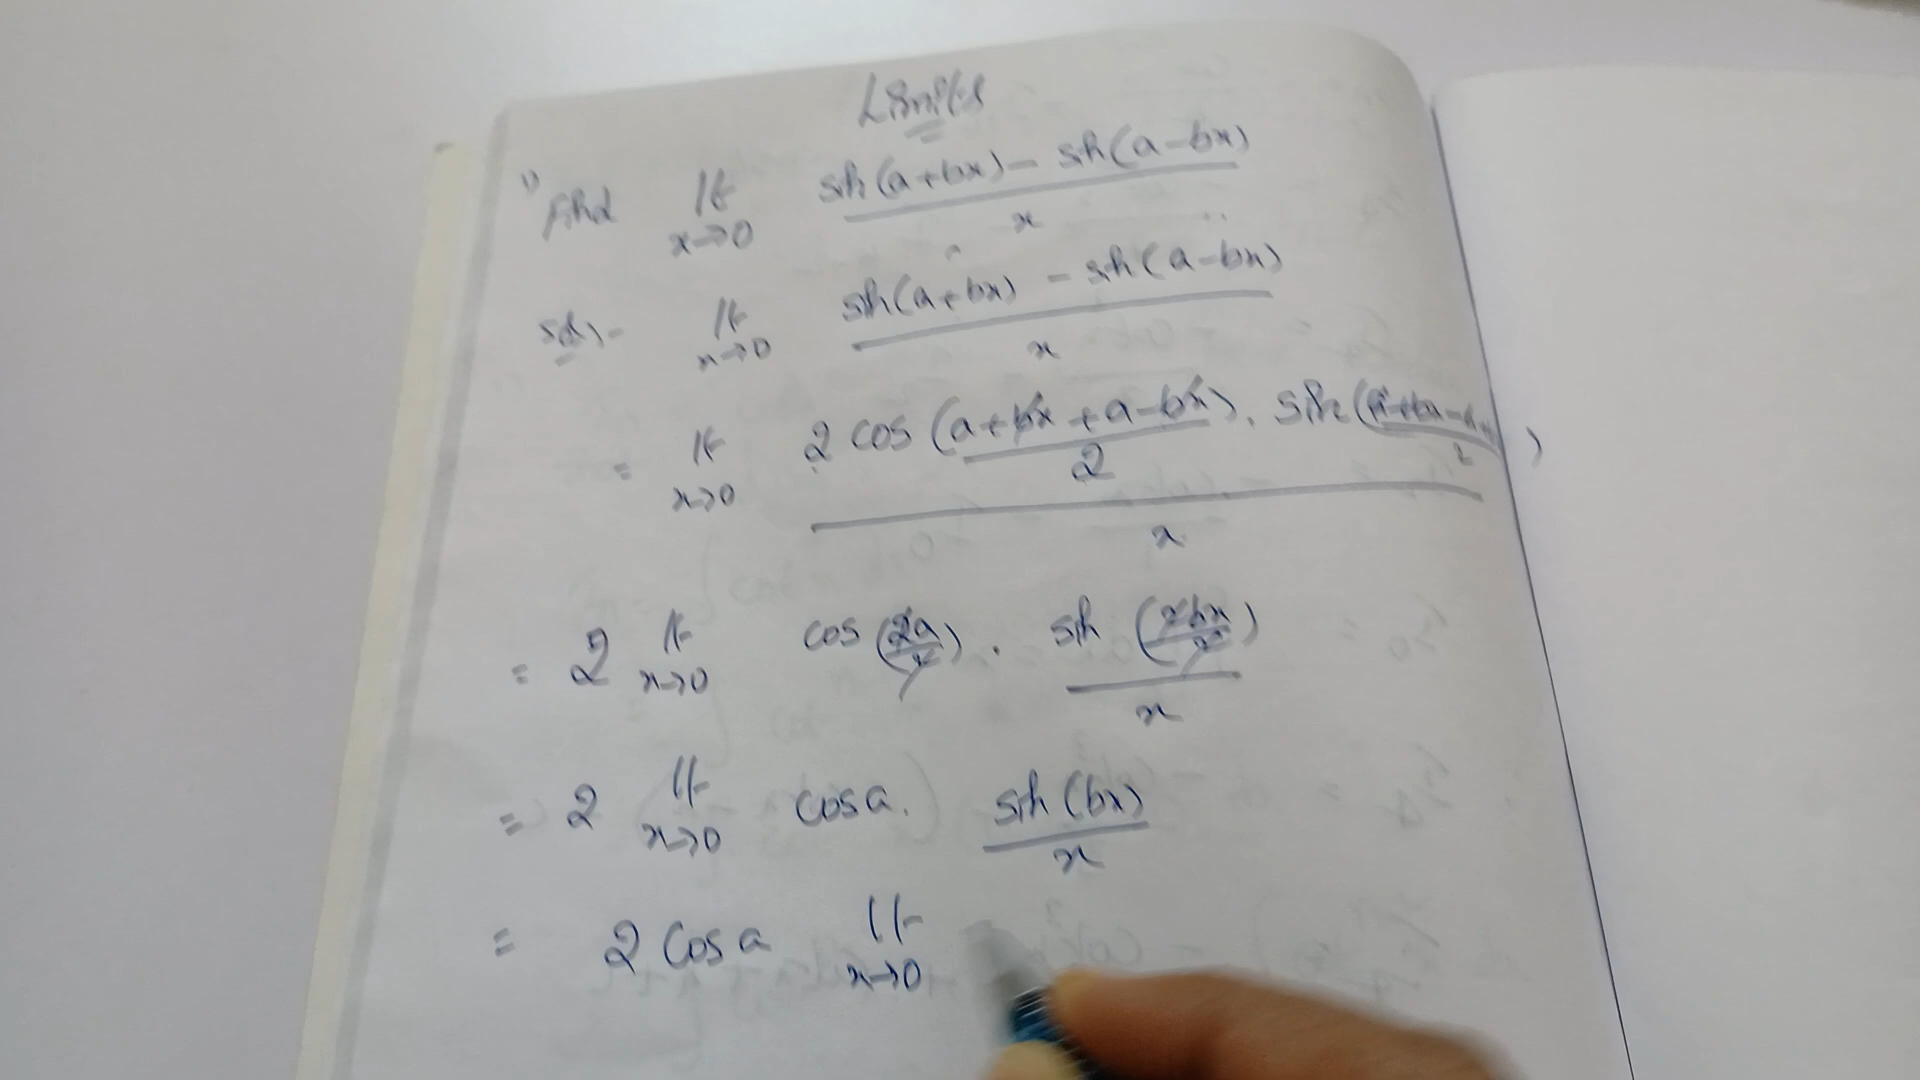 Limits
1) Find lt x→0 sin(a+bx) - sin(a-bx) / x
Sol:- lt x→0 sin(a+bx) - sin(a-bx) / x
= lt x→0 2 cos (a+bx+a-bx / 2) . sin (a+bx-a+bx / 2) / x
= 2 lt x→0 cos (2a/2) . sin (2bx/2) / x
= 2 lt x→0 cos a . sin (bx) / x
= 2 cos a lt x→0